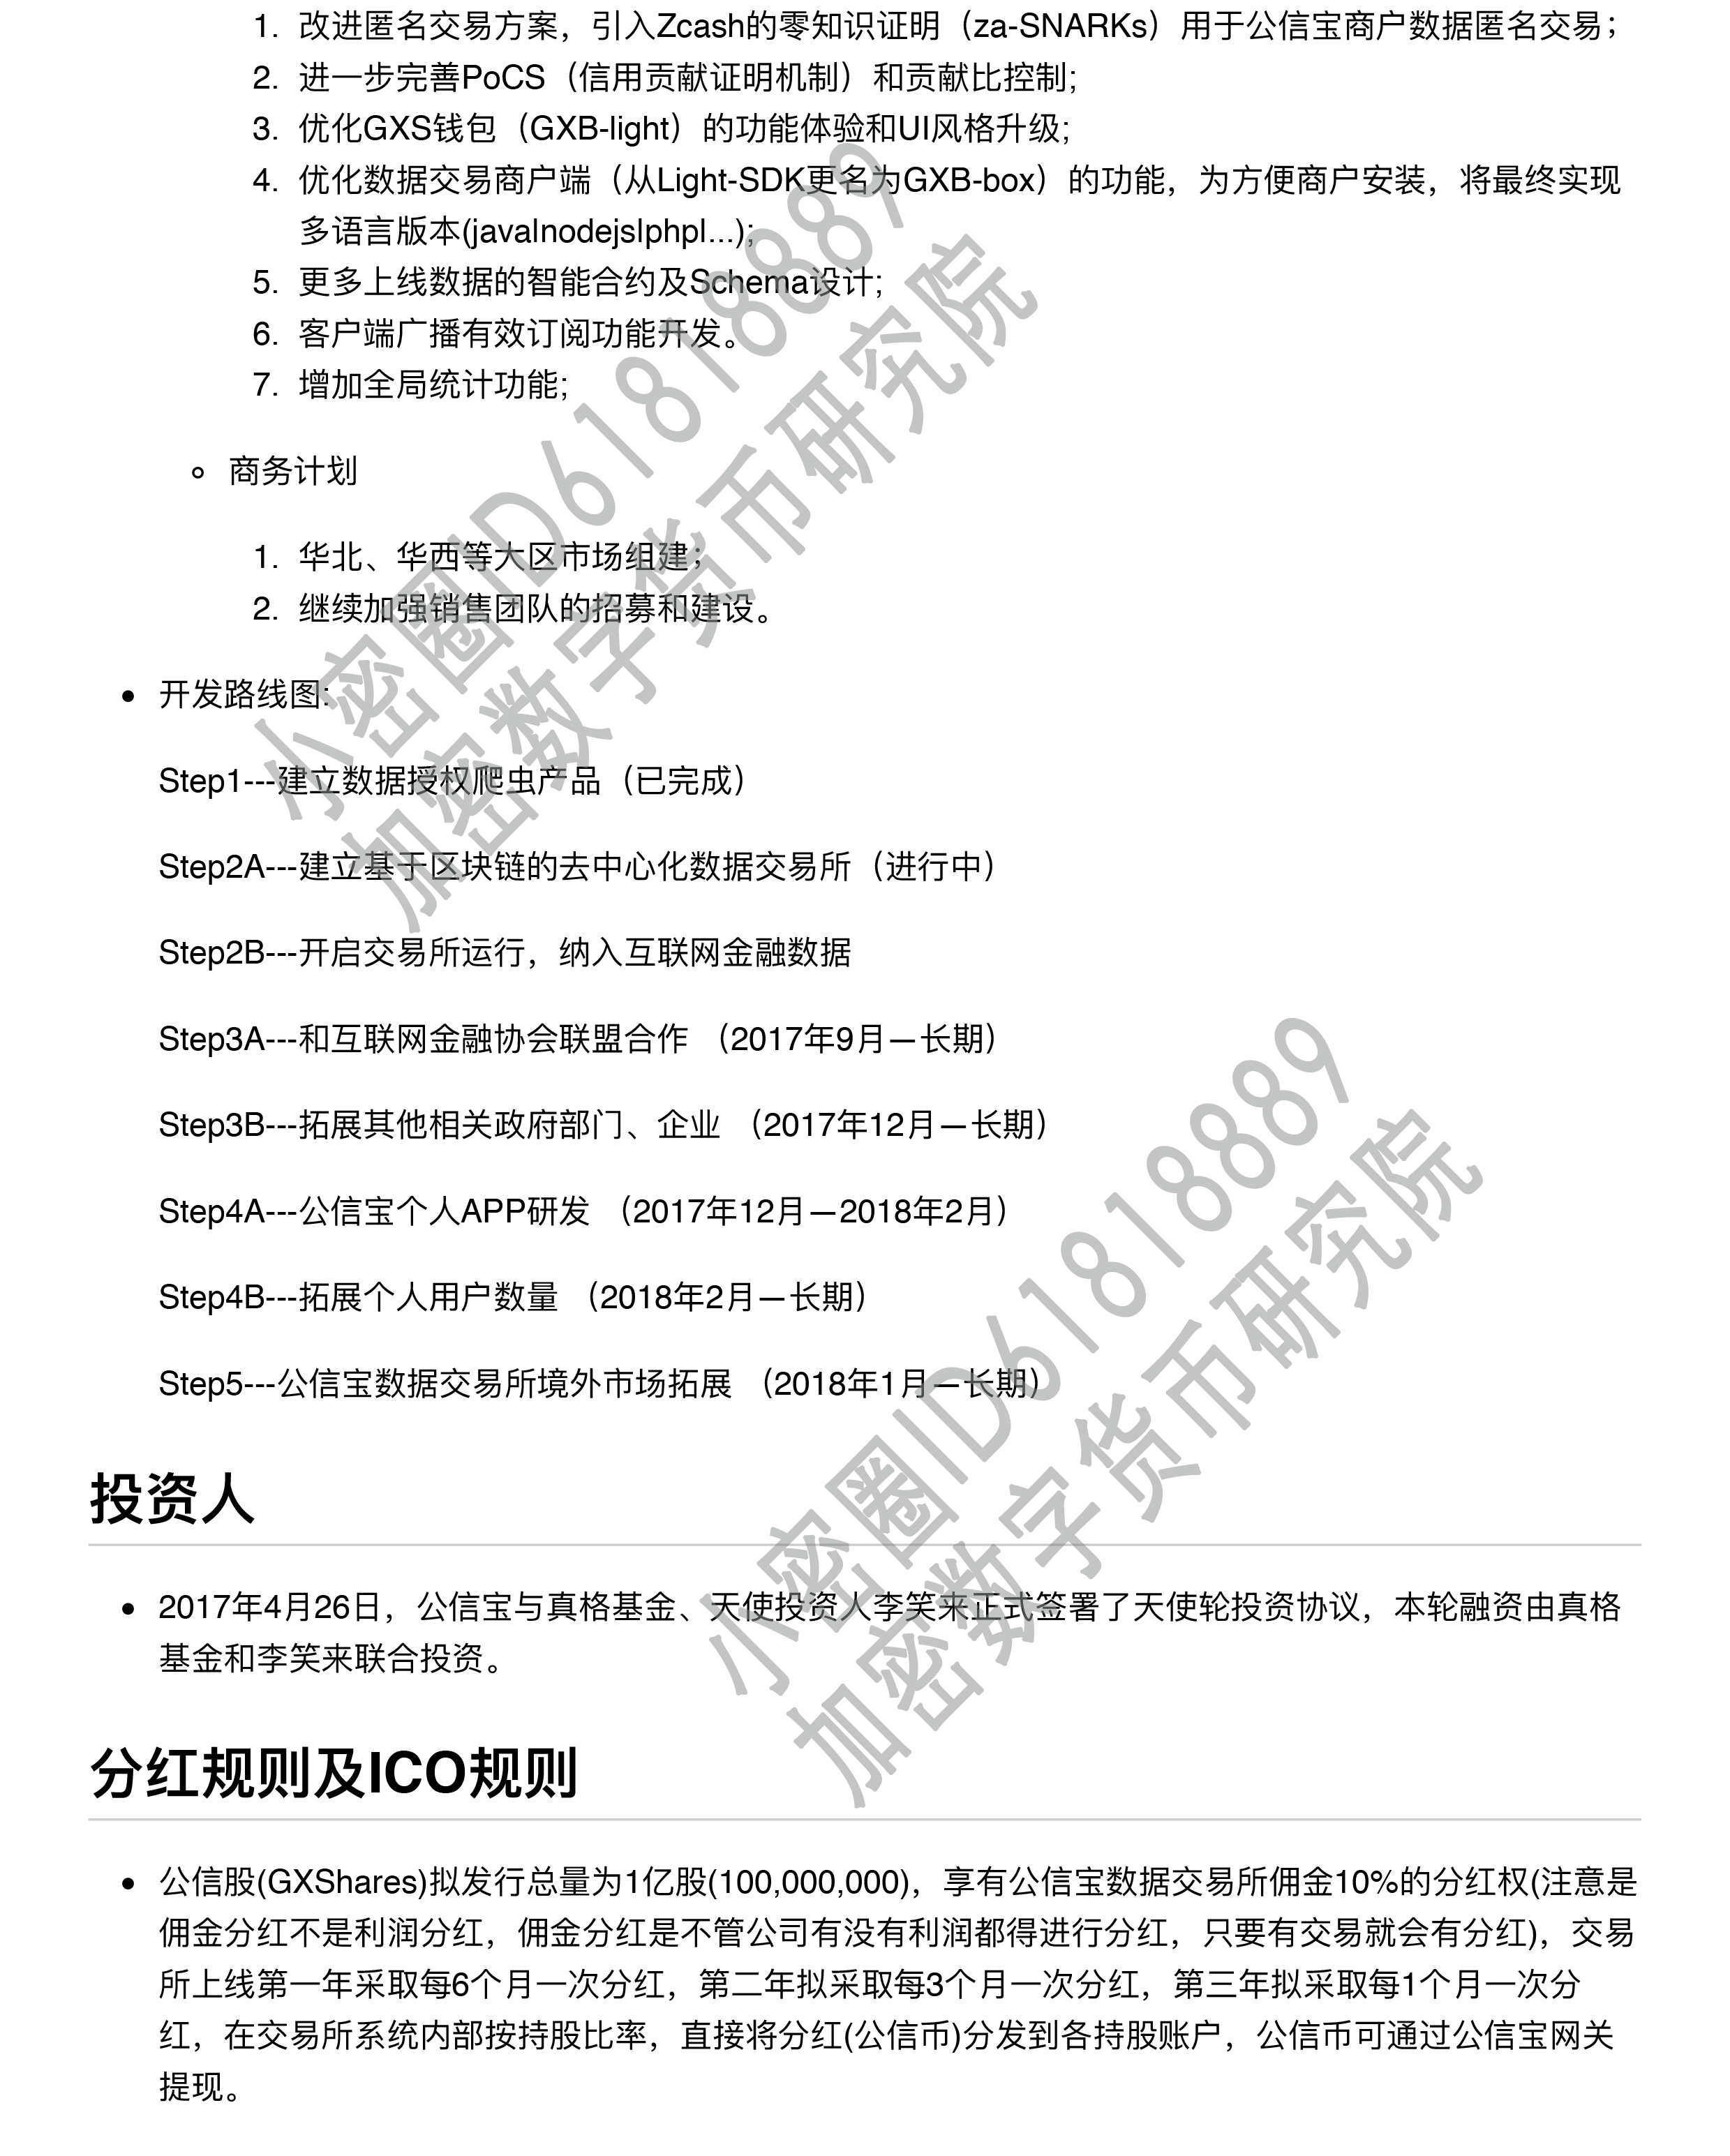 1. 改进匿名交易方案，引入Zcash的零知识证明（za-SNARKs）用于公信宝商户数据匿名交易；
2. 进一步完善PoCS（信用贡献证明机制）和贡献比控制;
3. 优化GXS钱包（GXB-light）的功能体验和UI风格升级;
4. 优化数据交易商户端（从Light-SDK更名为GXB-box）的功能，为方便商户安装，将最终实现
多语言版本(java|nodejs|php|...);
5. 更多上线数据的智能合约及Schema设计;
6. 客户端广播有效订阅功能开发。
7. 增加全局统计功能;
商务计划
1. 华北、华西等大区市场组建；
2. 继续加强销售团队的招募和建设。
开发路线图:
Step1---建立数据授权爬虫产品（已完成）
Step2A---建立基于区块链的去中心化数据交易所（进行中）
Step2B---开启交易所运行，纳入互联网金融数据
Step3A---和互联网金融协会联盟合作 （2017年9月—长期）
Step3B---拓展其他相关政府部门、企业 （2017年12月—长期）
Step4A---公信宝个人APP研发 （2017年12月—2018年2月）
Step4B---拓展个人用户数量 （2018年2月—长期）
Step5---公信宝数据交易所境外市场拓展 （2018年1月—长期）
投资人
2017年4月26日，公信宝与真格基金、天使投资人李笑来正式签署了天使轮投资协议，本轮融资由真格
基金和李笑来联合投资。
分红规则及ICO规则
公信股(GXShares)拟发行总量为1亿股(100,000,000)，享有公信宝数据交易所佣金10%的分红权(注意是
佣金分红不是利润分红，佣金分红是不管公司有没有利润都得进行分红，只要有交易就会有分红)，交易
所上线第一年采取每6个月一次分红，第二年拟采取每3个月一次分红，第三年拟采取每1个月一次分
红，在交易所系统内部按持股比率，直接将分红(公信币)分发到各持股账户，公信币可通过公信宝网关
提现。
小密圈ID61818889
加密数字货币研究院
小密圈ID61818889
加密数字货币研究院